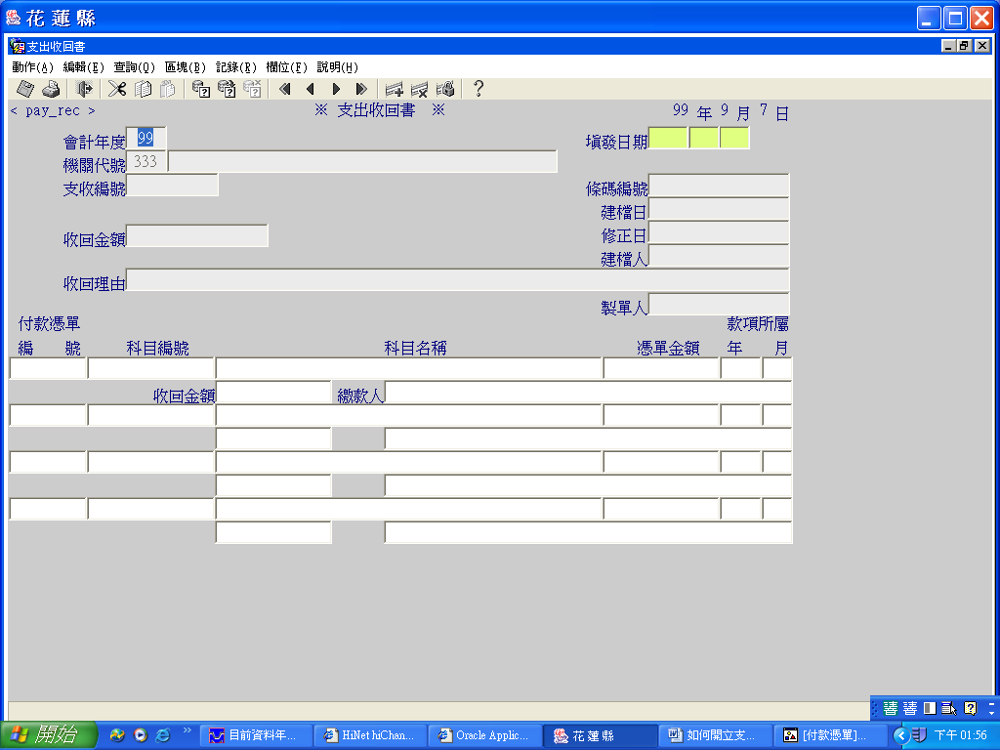 花 蓮 縣
支出收回書
動作(A) 編輯(E) 查詢(Q) 區塊(B) 記錄(R) 欄位(F) 說明(H)
< pay_rec > ※ 支出收回書 ※ 99 年 9 月 7 日
會計年度 99 填發日期
機關代號 333
支收編號 條碼編號
建檔日
收回金額 修正日
建檔人
收回理由
製單人
付款憑單 款項所屬
編 號 科目編號 科目名稱 憑單金額 年 月
收回金額 繳款人
開始 目前資料年... HiNet hiChan... Oracle Applic... 花 蓮 縣 如何開立支... [付款憑單]... 下午 01:56